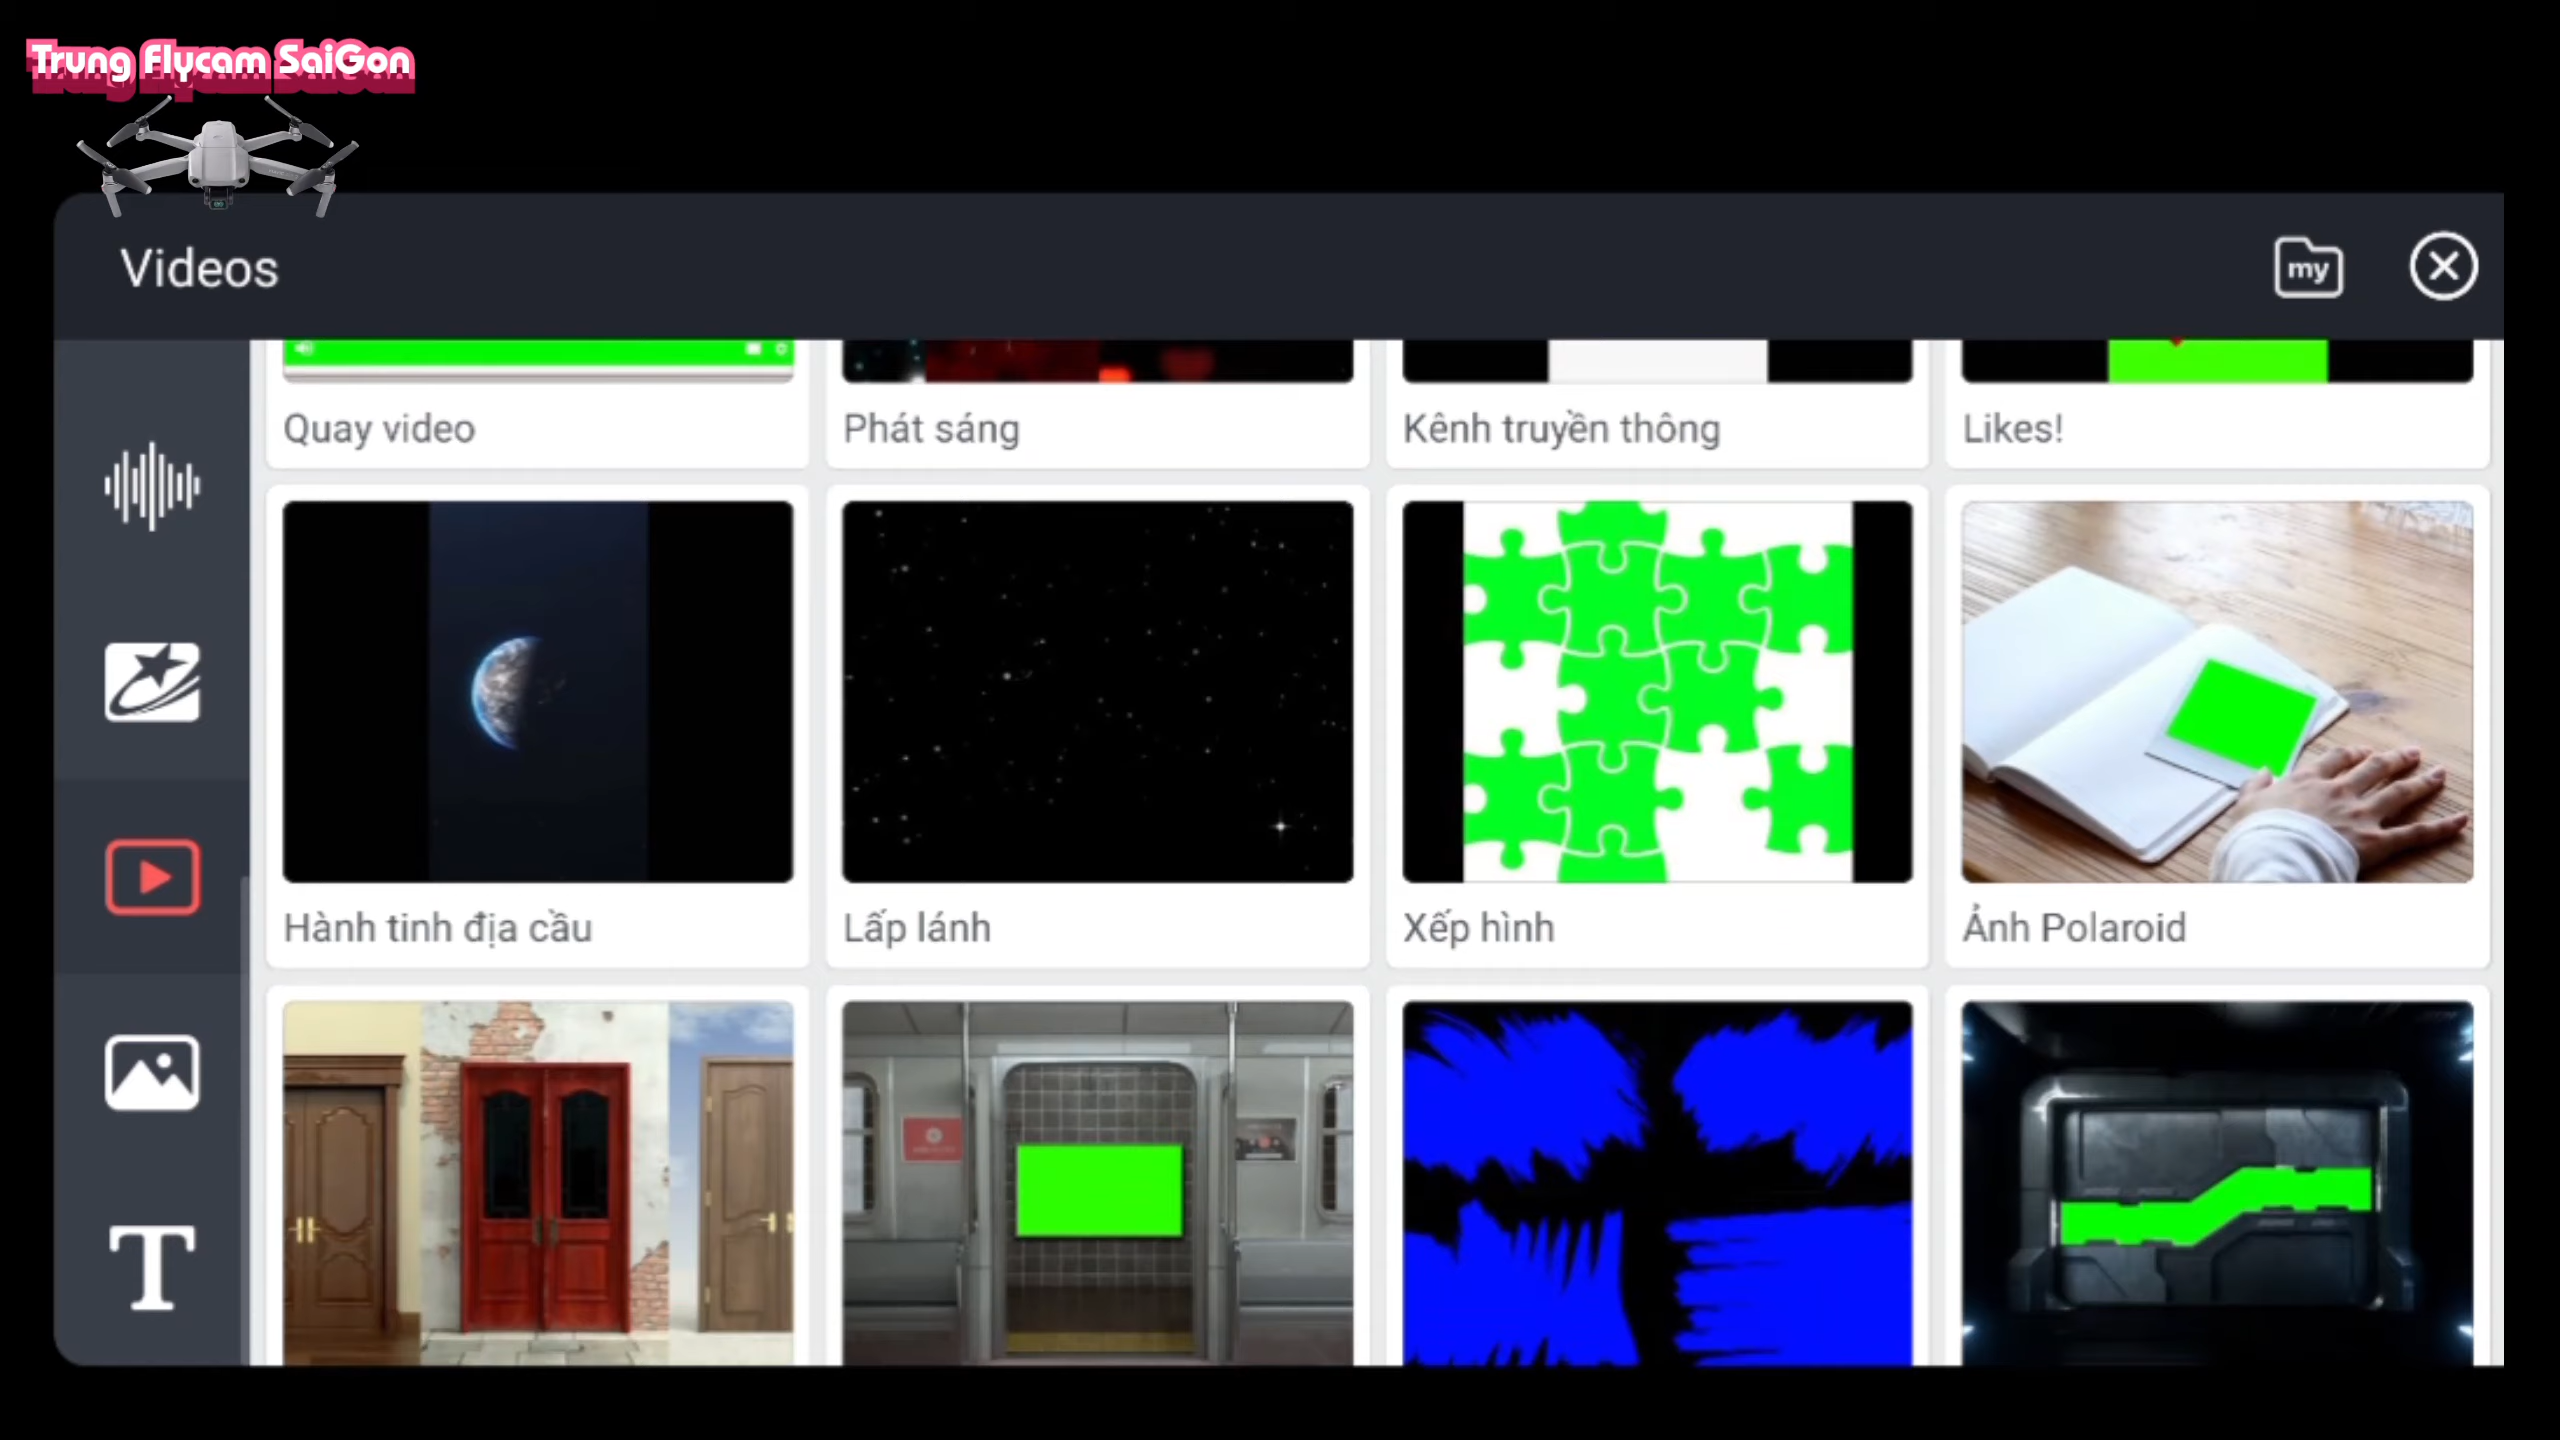 Trung Flycam SaiGon
Videos
my
Quay video
Phát sáng
Kênh truyền thông
Likes!
Hành tinh địa cầu
Lấp lánh
Xếp hình
Ảnh Polaroid
T